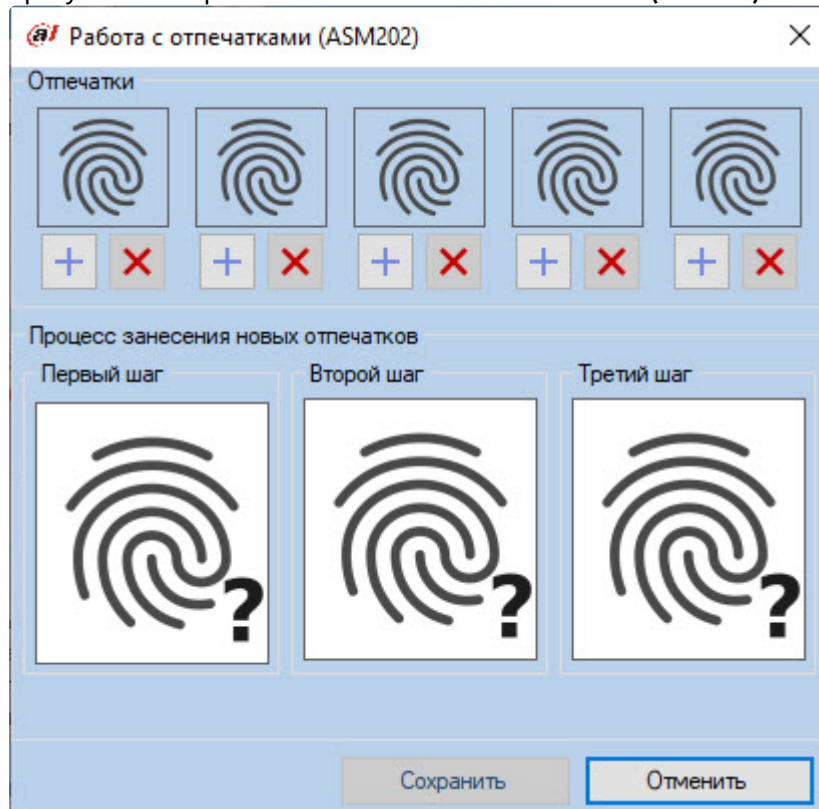 Работа с отпечатками (ASM202)
Отпечатки
Процесс занесения новых отпечатков
Первый шаг
Второй шаг
Третий шаг
?
?
?
Сохранить
Отменить